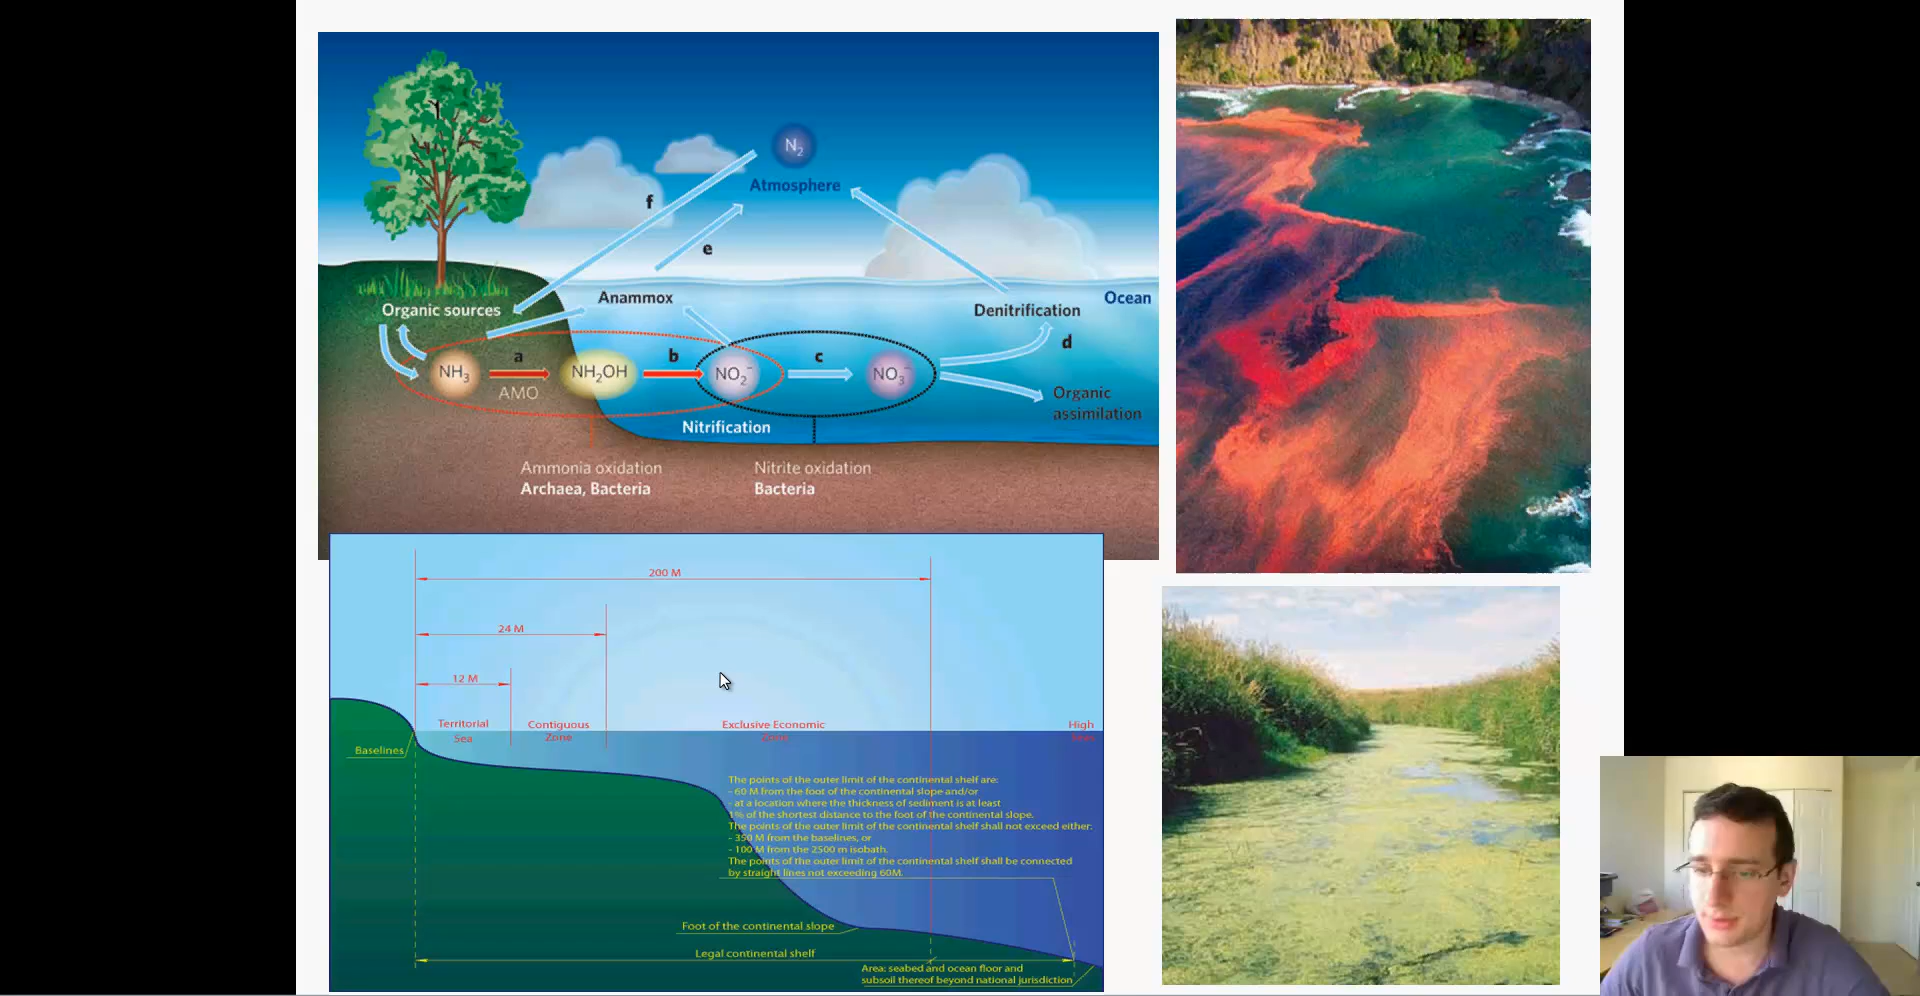 N2
Atmosphere
f
e
Organic sources
Anammox
Denitrification
Ocean
NH3
a
AMO
NH2OH
b
NO2-
c
NO3-
d
Organic
assimilation
Nitrification
Ammonia oxidation
Archaea, Bacteria
Nitrite oxidation
Bacteria
200 M
24 M
12 M
Territorial
Sea
Contiguous
Zone
Exclusive Economic
Zone
High
Baselines
The points of the outer limit of the continental shelf are:
- 60 M from the foot of the continental slope and/or
- at a location where the thickness of sediment is at least
1% of the shortest distance to the foot of the continental slope.
The points of the outer limit of the continental shelf shall not exceed either:
- 350 M from the baselines, or
- 100 M from the 2500 m isobath.
The points of the outer limit of the continental shelf shall be connected
by straight lines not exceeding 60M.
Foot of the continental slope
Legal continental shelf
Area: seabed and ocean floor and
subsoil thereof beyond national jurisdiction